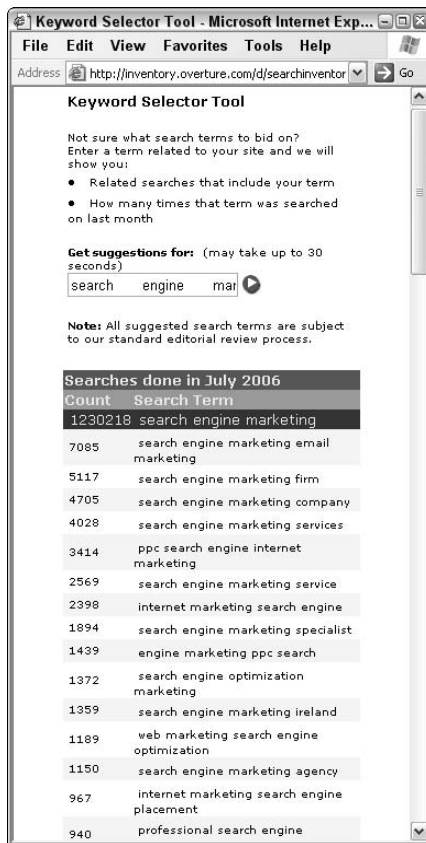 Keyword Selector Tool - Microsoft Internet Exp...
File Edit View Favorites Tools Help
Address http://inventory.overture.com/d/searchinventor Go
Keyword Selector Tool
Not sure what search terms to bid on?
Enter a term related to your site and we will
show you:
• Related searches that include your term
• How many times that term was searched
on last month
Get suggestions for: (may take up to 30
seconds)
search engine mar
Note: All suggested search terms are subject
to our standard editorial review process.
Searches done in July 2006
Count Search Term
1230218 search engine marketing
7085 search engine marketing email
marketing
5117 search engine marketing firm
4705 search engine marketing company
4028 search engine marketing services
3414 ppc search engine internet
marketing
2569 search engine marketing service
2398 internet marketing search engine
1894 search engine marketing specialist
1439 engine marketing ppc search
1372 search engine optimization
marketing
1359 search engine marketing ireland
1189 web marketing search engine
optimization
1150 search engine marketing agency
967 internet marketing search engine
placement
940 professional search engine